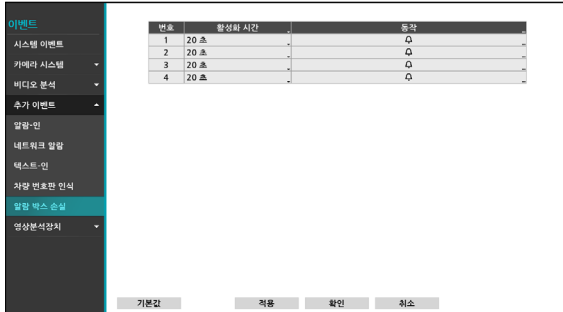 이벤트
시스템 이벤트
카메라 시스템
비디오 분석
추가 이벤트
알람-인
네트워크 알람
텍스트-인
차량 번호판 인식
알람 박스 손실
영상분석장치
번호 활성화 시간 동작
1 20 초
2 20 초
3 20 초
4 20 초
기본값 적용 확인 취소